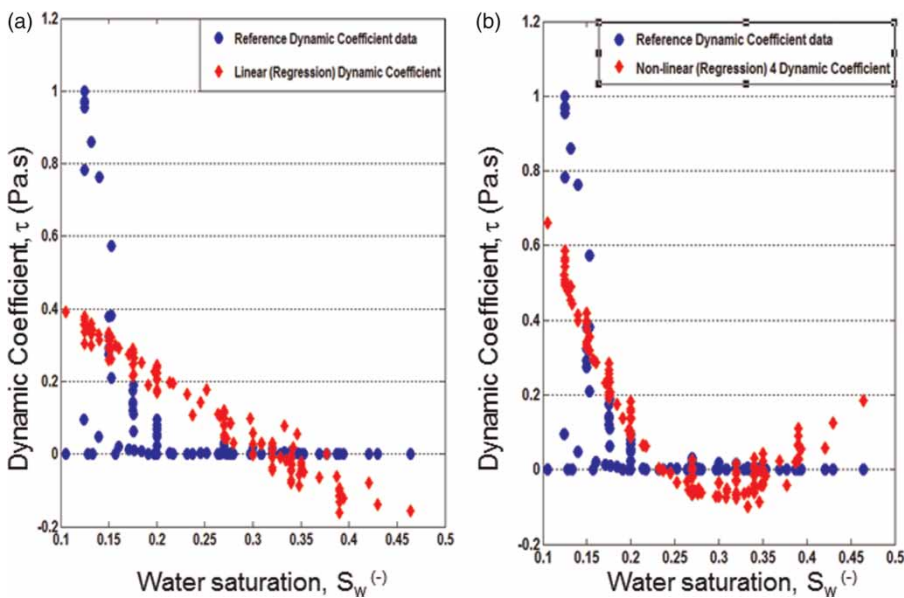 (a)
Reference Dynamic Coefficient data
Linear (Regression) Dynamic Coefficient
Dynamic Coefficient, τ (Pa.s)
1.2
1
0.8
0.6
0.4
0.2
0
-0.2
0.1 0.15 0.2 0.25 0.3 0.35 0.4 0.45 0.5
Water saturation, Sw(-)
(b)
Reference Dynamic Coefficient data
Non-linear (Regression) 4 Dynamic Coefficient
Dynamic Coefficient, τ (Pa.s)
1.2
1
0.8
0.6
0.4
0.2
0
-0.2
0.1 0.15 0.2 0.25 0.3 0.35 0.4 0.45 0.5
Water saturation, Sw(-)